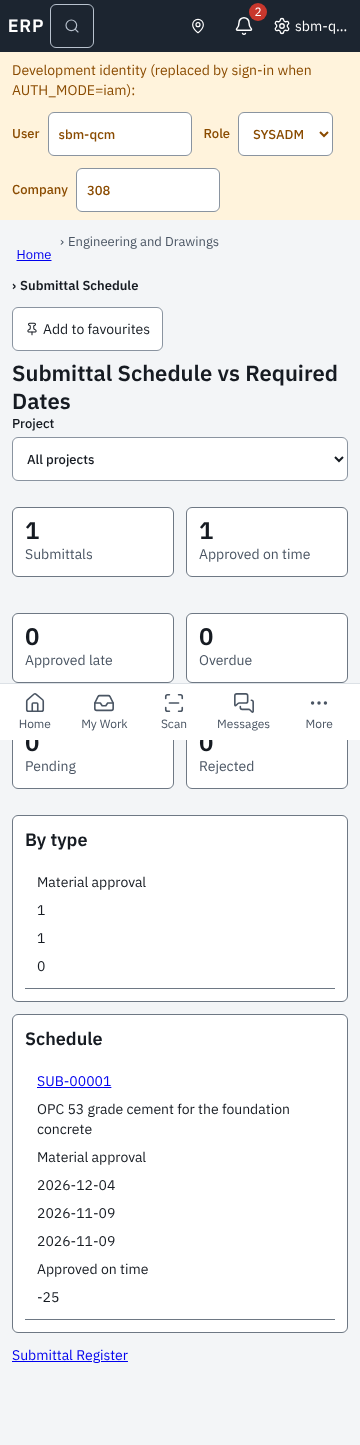 ERP
2
sbm-q...
Development identity (replaced by sign-in when
AUTH_MODE=iam):
User sbm-qcm Role SYSADM
Company 308
Home › Engineering and Drawings
› Submittal Schedule
Add to favourites
Submittal Schedule vs Required
Dates
Project
All projects
1 1
Submittals Approved on time
0 0
Approved late Overdue
Home My Work Scan Messages More
0 0
Pending Rejected
By type
Material approval
1
1
0
Schedule
SUB-00001
OPC 53 grade cement for the foundation
concrete
Material approval
2026-12-04
2026-11-09
2026-11-09
Approved on time
-25
Submittal Register